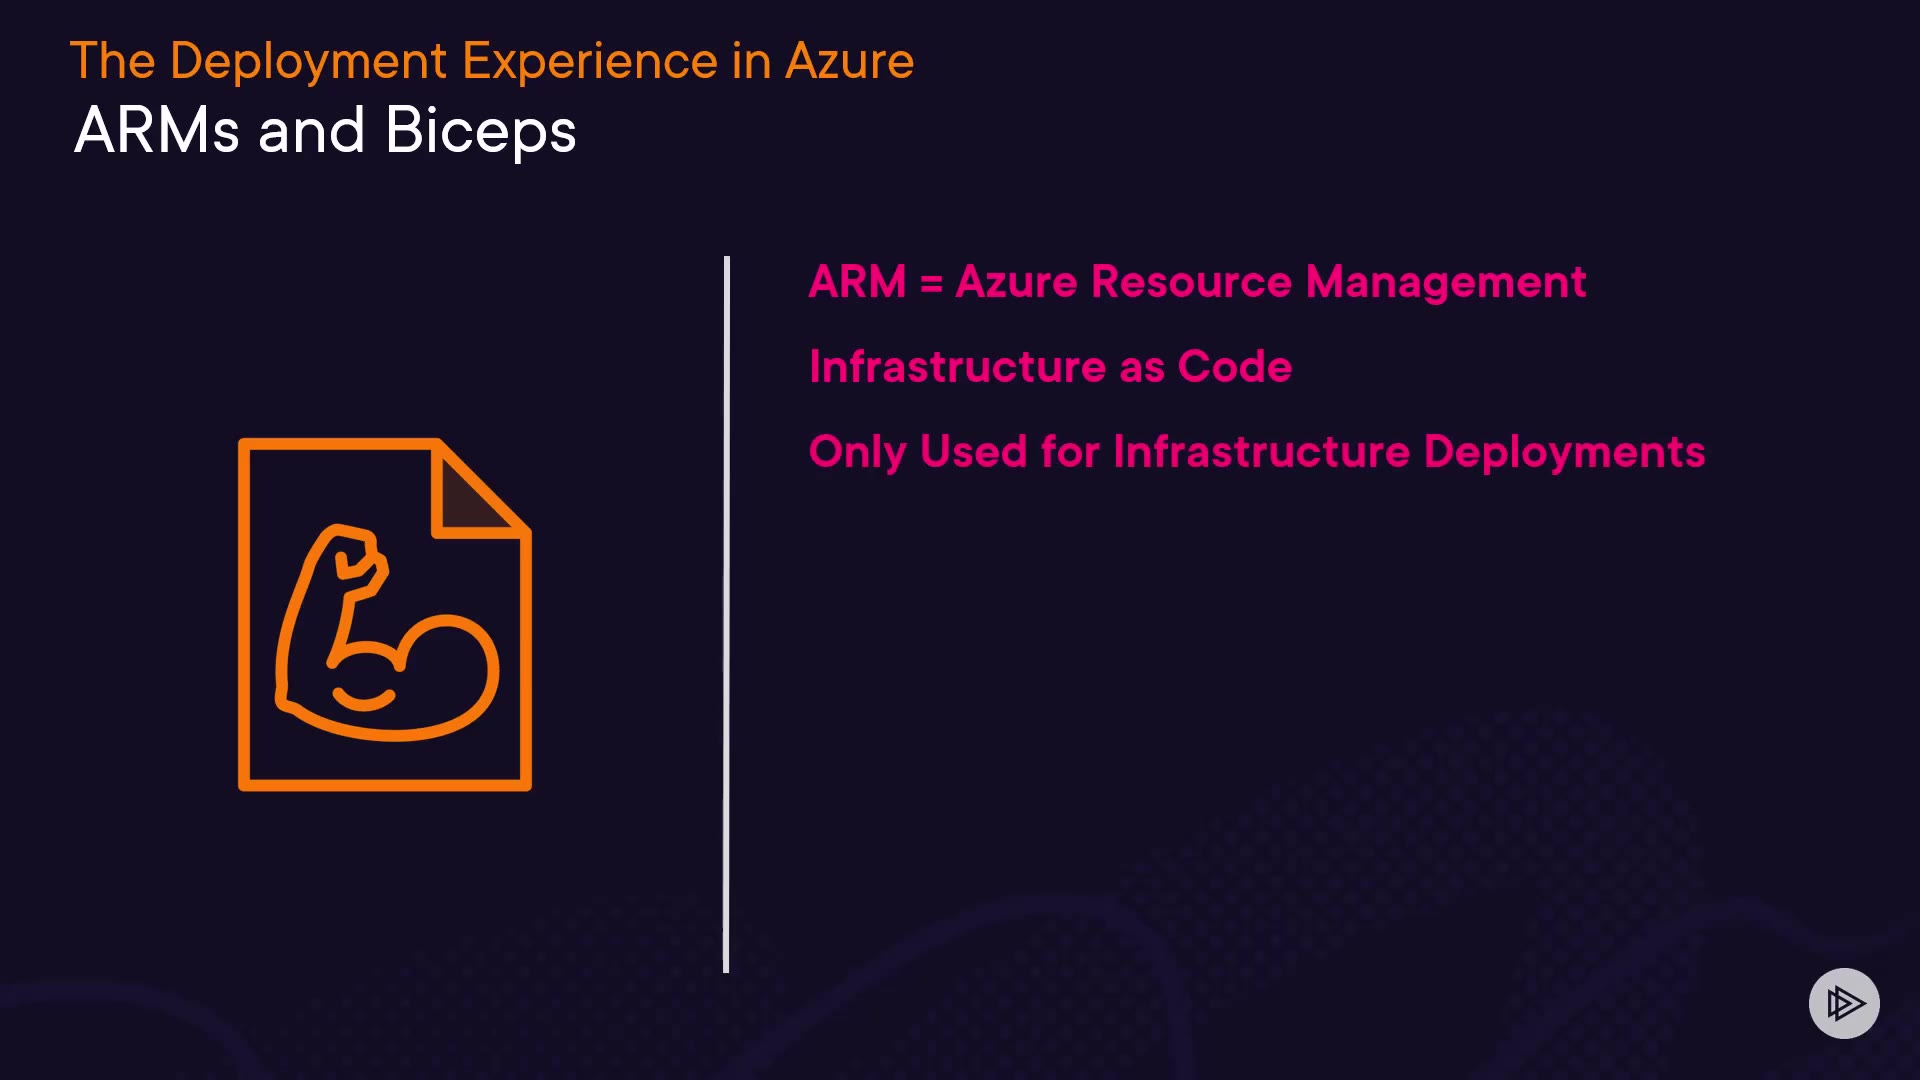 The Deployment Experience in Azure
ARMs and Biceps
ARM = Azure Resource Management
Infrastructure as Code
Only Used for Infrastructure Deployments